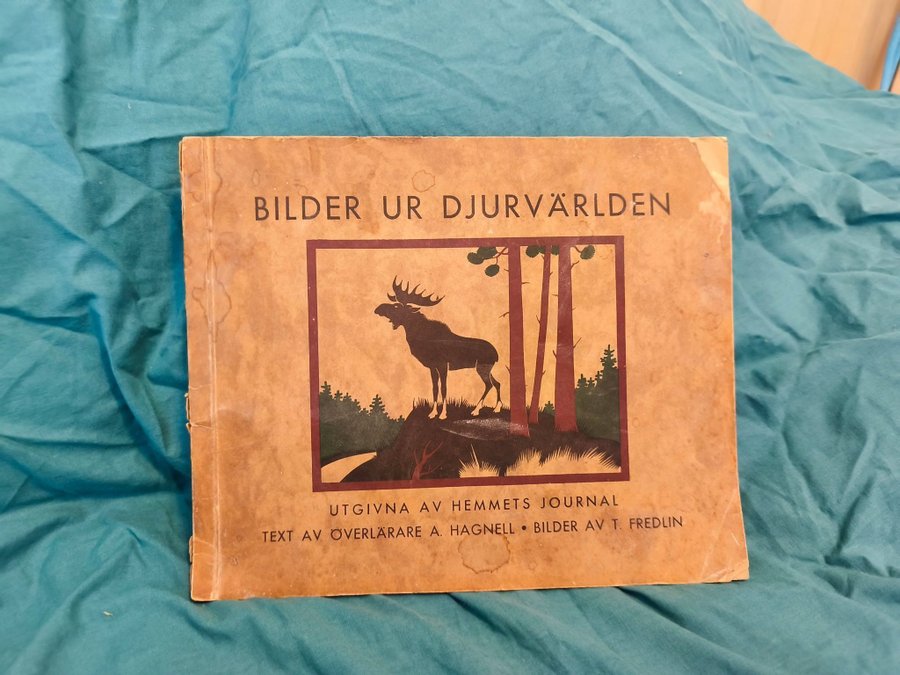 BILDER UR DJURVÄRLDEN
UTGIVNA AV HEMMETS JOURNAL
TEXT AV ÖVERLÄRARE A. HAGNELL • BILDER AV T. FREDLIN